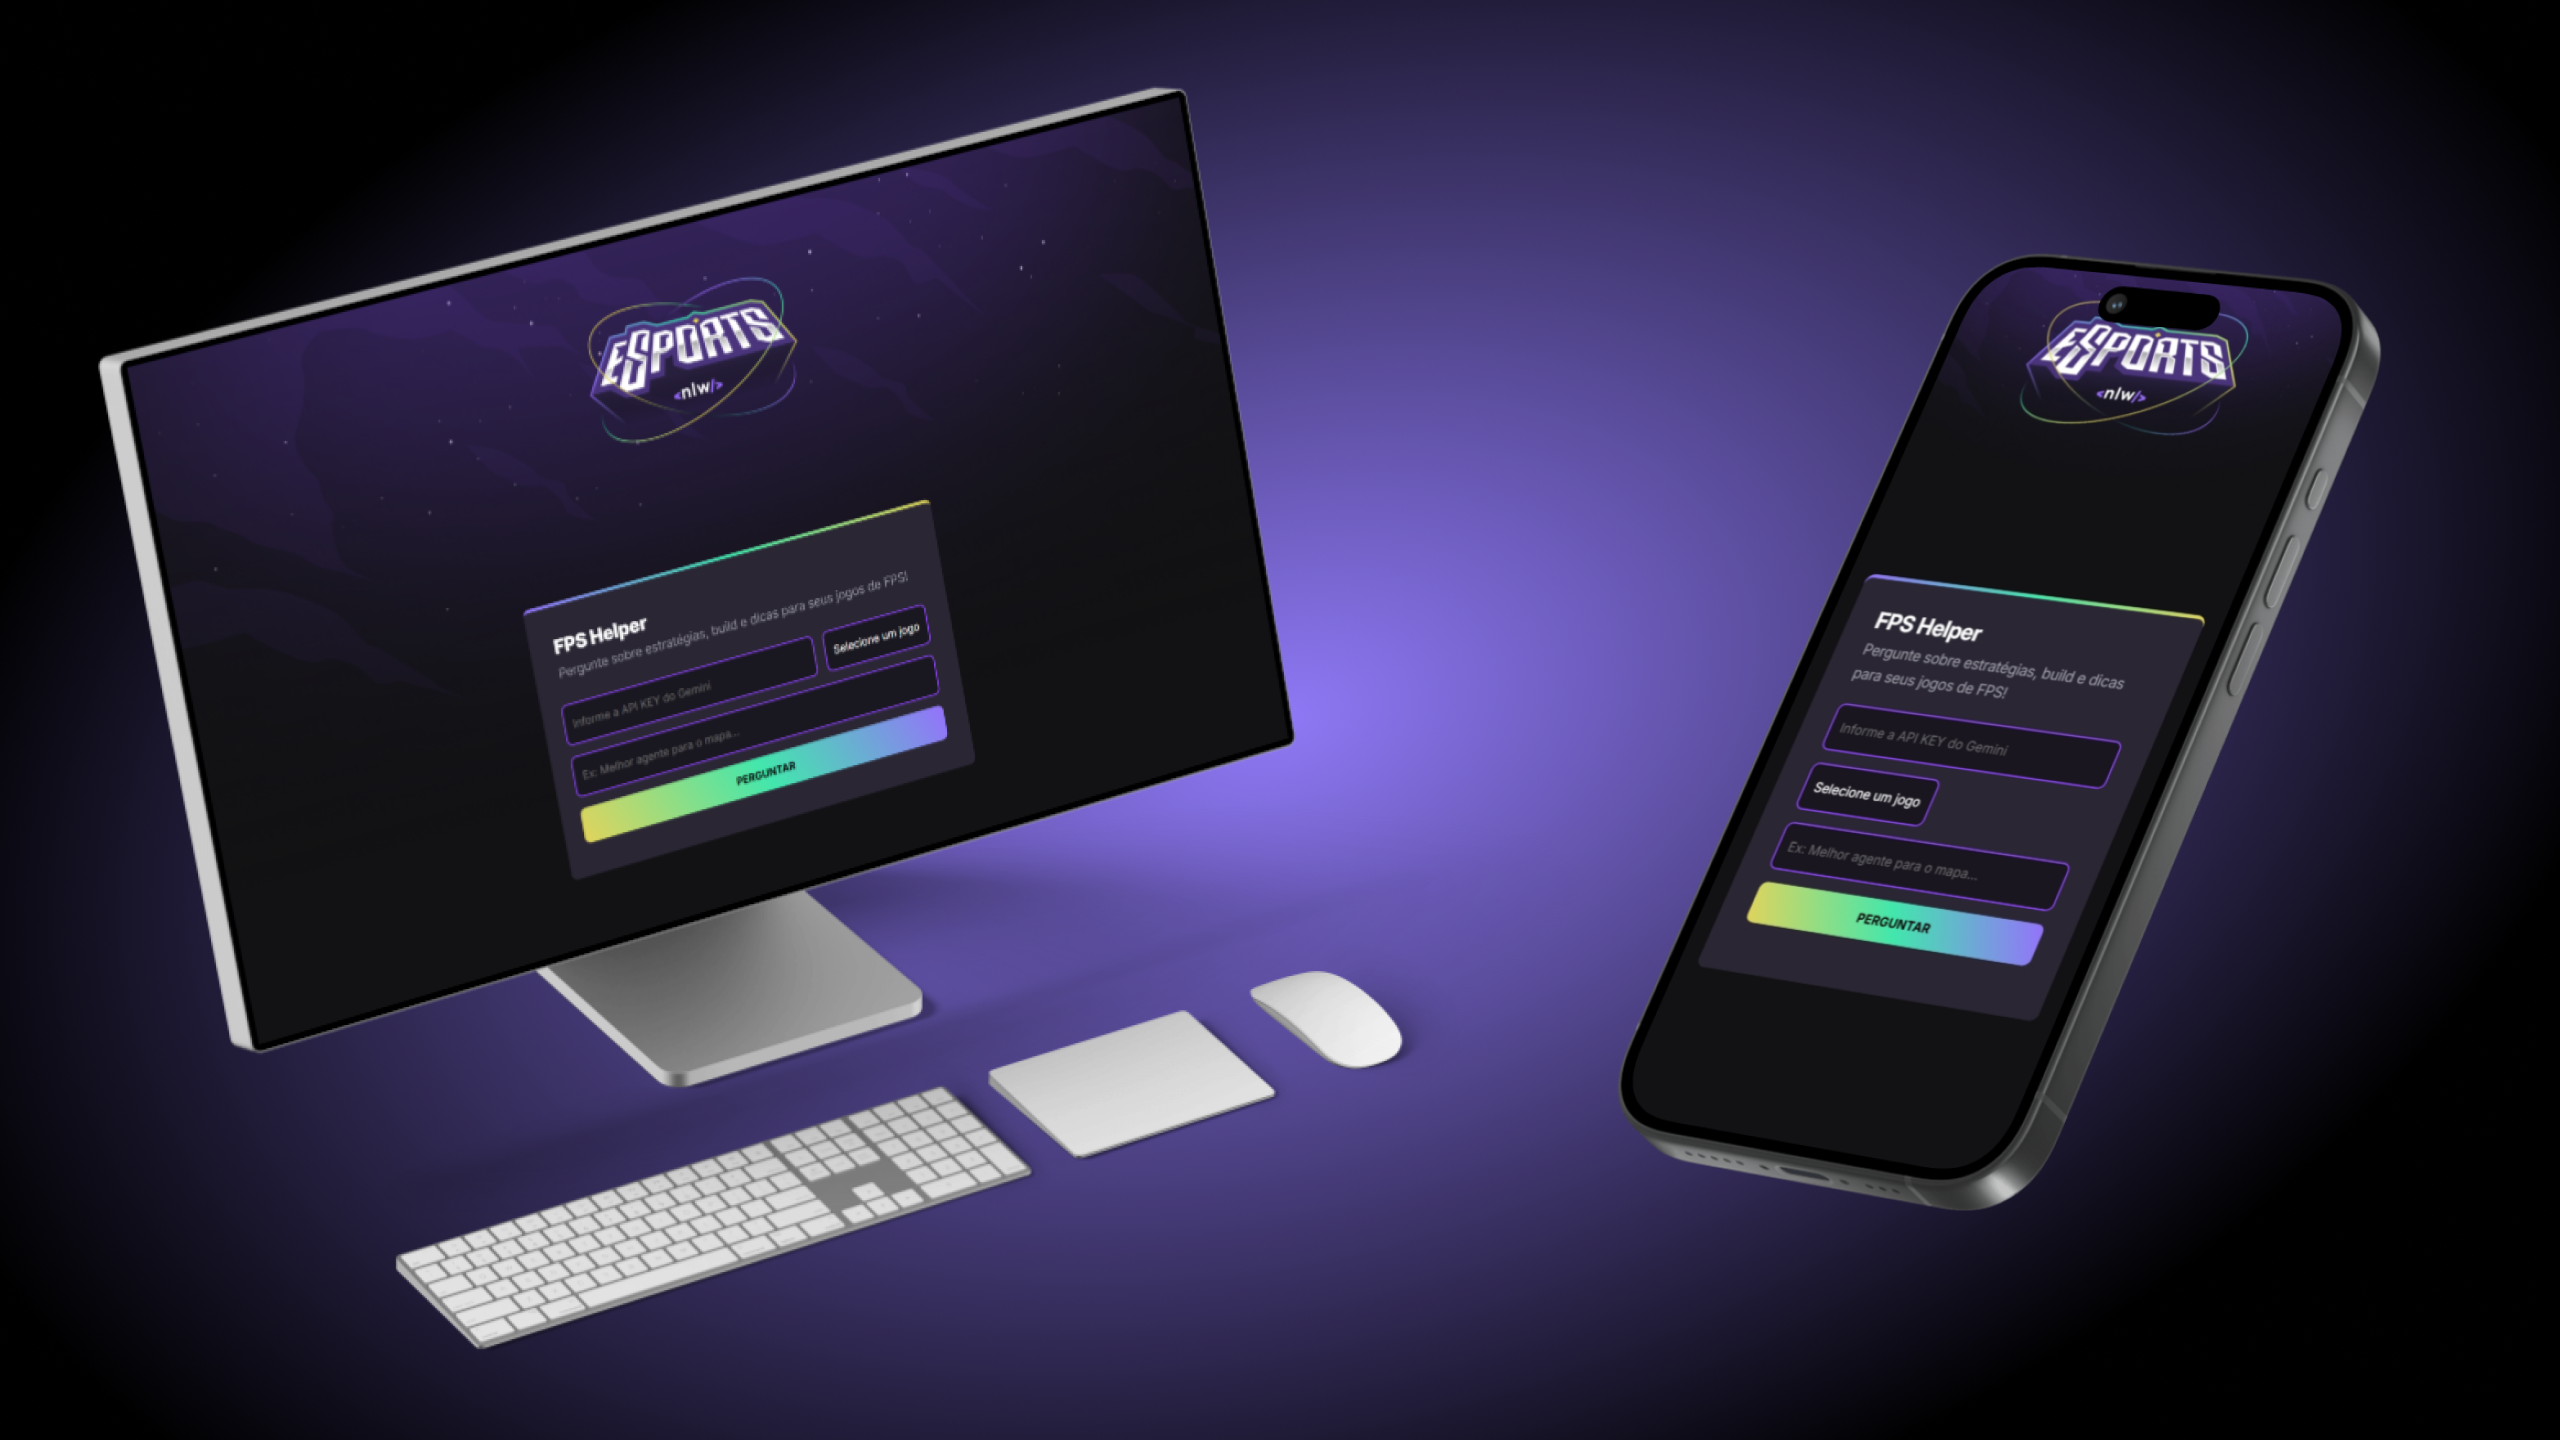 ESPORTS
<nlw/>
FPS Helper
Pergunte sobre estratégias, build e dicas para seus jogos de FPS!
Informe a API KEY do Gemini
Selecione um jogo
Ex: Melhor agente para o mapa...
PERGUNTAR
ESPORTS
<nlw/>
FPS Helper
Pergunte sobre estratégias, build e dicas
para seus jogos de FPS!
Informe a API KEY do Gemini
Selecione um jogo
Ex: Melhor agente para o mapa...
PERGUNTAR